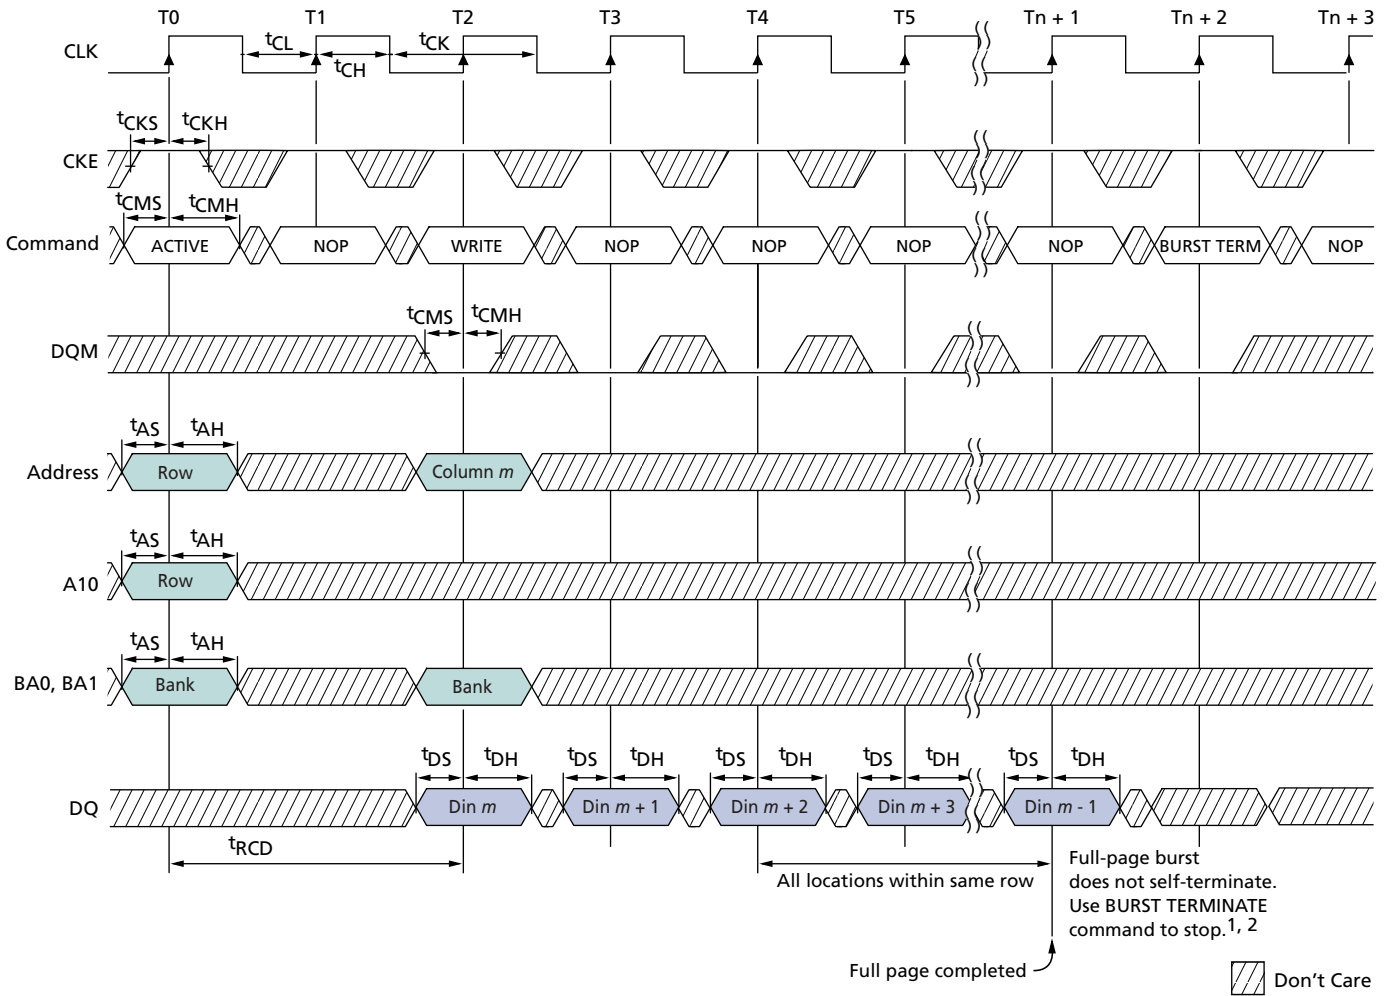 T0 T1 T2 T3 T4 T5 Tn + 1 Tn + 2 Tn + 3
CLK tCL tCH tCK
tCKS tCKH
CKE
tCMS tCMH
Command ACTIVE NOP WRITE NOP NOP NOP NOP BURST TERM NOP
tCMS tCMH
DQM
tAS tAH
Address Row Column m
tAS tAH
A10 Row
tAS tAH
BA0, BA1 Bank Bank
tDS tDH tDS tDH tDS tDH tDS tDH tDS tDH
DQ Din m Din m + 1 Din m + 2 Din m + 3 Din m - 1
tRCD
All locations within same row
Full-page burst
does not self-terminate.
Use BURST TERMINATE
command to stop.1, 2
Full page completed
Don't Care